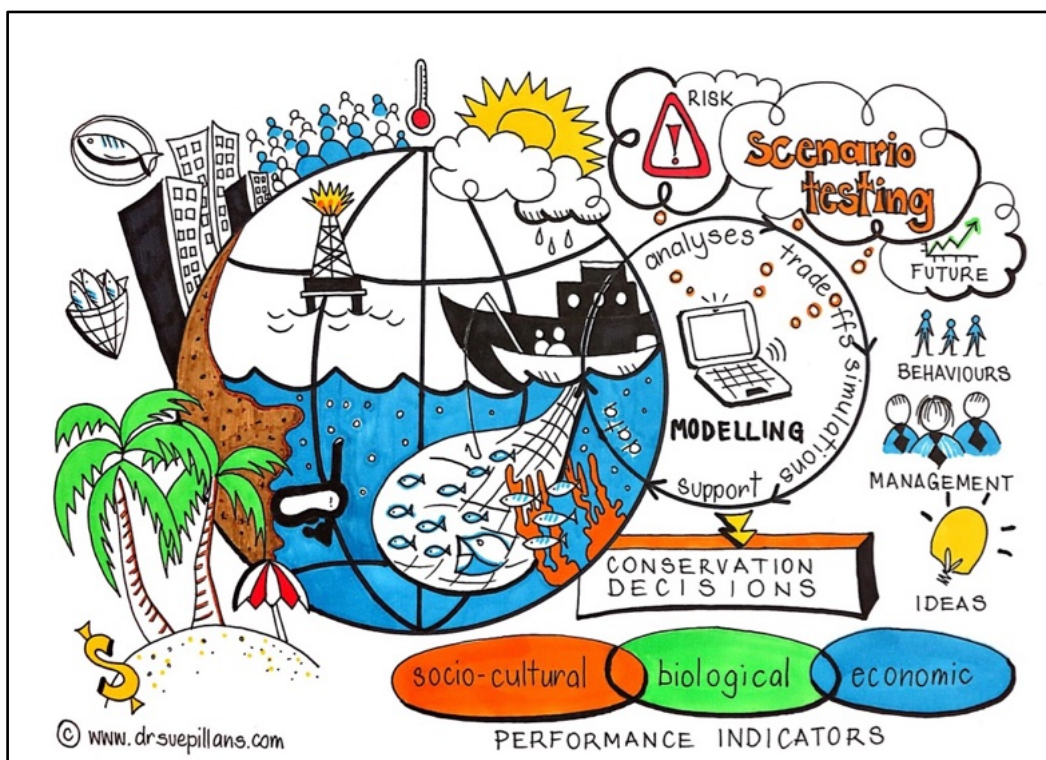 RISK
scenario
testing
FUTURE
analyses
trade offs
simulations
support
data
MODELLING
BEHAVIOURS
MANAGEMENT
IDEAS
CONSERVATION
DECISIONS
socio-cultural
biological
economic
PERFORMANCE INDICATORS
© www.drsuepillans.com